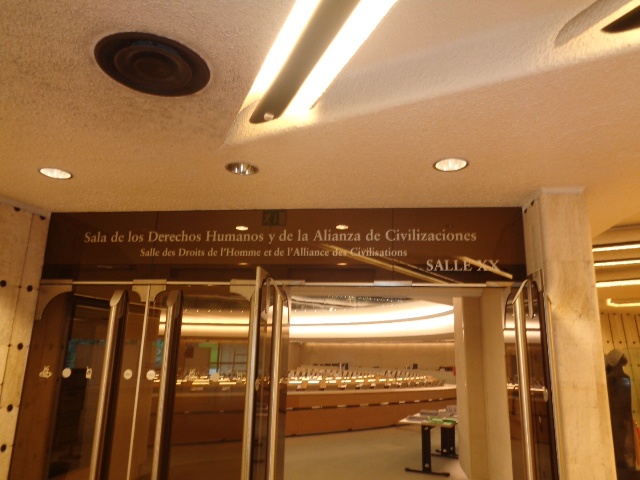 Sala de los Derechos Humanos y de la Alianza de Civilizaciones
Salle des Droits de l'Homme et de l'Alliance des Civilisations
SALLE XX